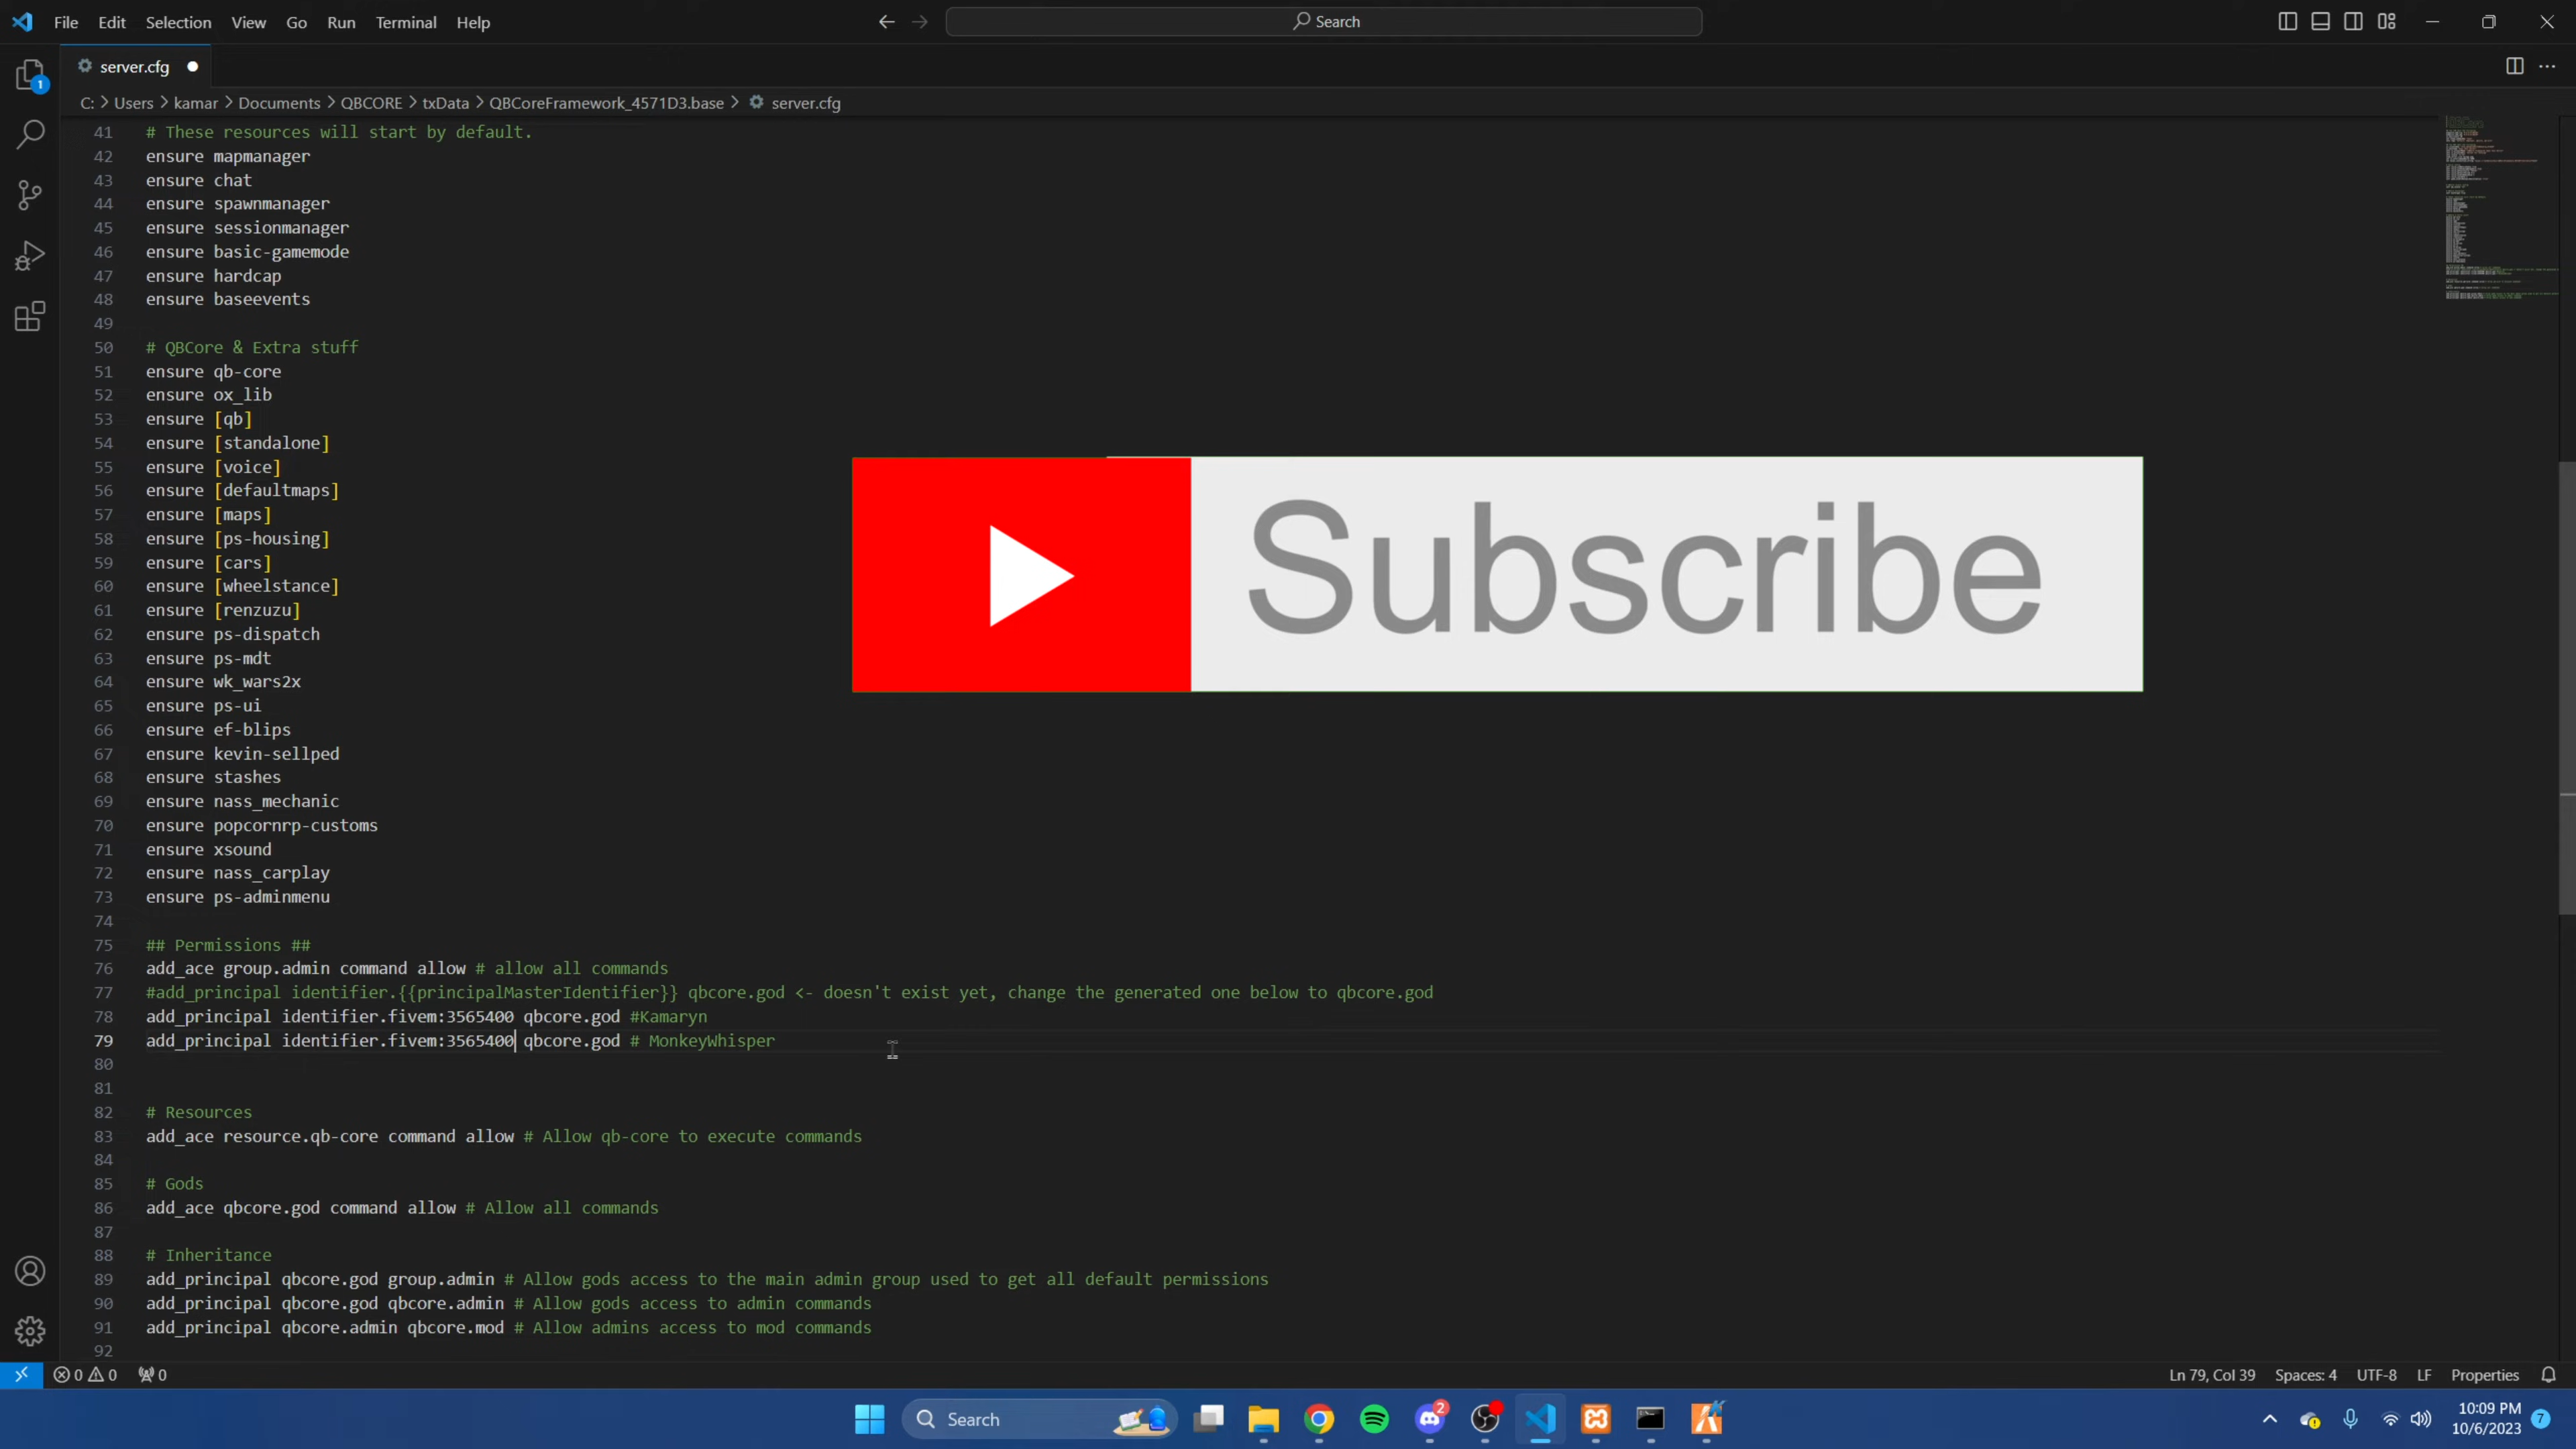 File Edit Selection View Go Run Terminal Help
Search
server.cfg
1
C: > Users > kamar > Documents > QBCORE > txData > QBCoreFramework_4571D3.base > server.cfg
41 # These resources will start by default.
42 ensure mapmanager
43 ensure chat
44 ensure spawnmanager
45 ensure sessionmanager
46 ensure basic-gamemode
47 ensure hardcap
48 ensure baseevents
49
50 # QBCore & Extra stuff
51 ensure qb-core
52 ensure ox_lib
53 ensure [qb]
54 ensure [standalone]
55 ensure [voice]
56 ensure [defaultmaps]
57 ensure [maps]
58 ensure [ps-housing]
59 ensure [cars]
60 ensure [wheelstance]
61 ensure [renzuzu]
62 ensure ps-dispatch
63 ensure ps-mdt
64 ensure wk_wars2x
65 ensure ps-ui
66 ensure ef-blips
67 ensure kevin-sellped
68 ensure stashes
69 ensure nass_mechanic
70 ensure popcornrp-customs
71 ensure xsound
72 ensure nass_carplay
73 ensure ps-adminmenu
74
75 ## Permissions ##
76 add_ace group.admin command allow # allow all commands
77 #add_principal identifier.{{principalMasterIdentifier}} qbcore.god <- doesn't exist yet, change the generated one below to qbcore.god
78 add_principal identifier.fivem:3565400 qbcore.god #Kamaryn
79 add_principal identifier.fivem:3565400 qbcore.god # MonkeyWhisper
80
81
82 # Resources
83 add_ace resource.qb-core command allow # Allow qb-core to execute commands
84
85 # Gods
86 add_ace qbcore.god command allow # Allow all commands
87
88 # Inheritance
89 add_principal qbcore.god group.admin # Allow gods access to the main admin group used to get all default permissions
90 add_principal qbcore.god qbcore.admin # Allow gods access to admin commands
91 add_principal qbcore.admin qbcore.mod # Allow admins access to mod commands
92
Subscribe
0 0 0 Ln 79, Col 39 Spaces: 4 UTF-8 LF Properties
Search
2
10:09 PM
10/6/2023
7